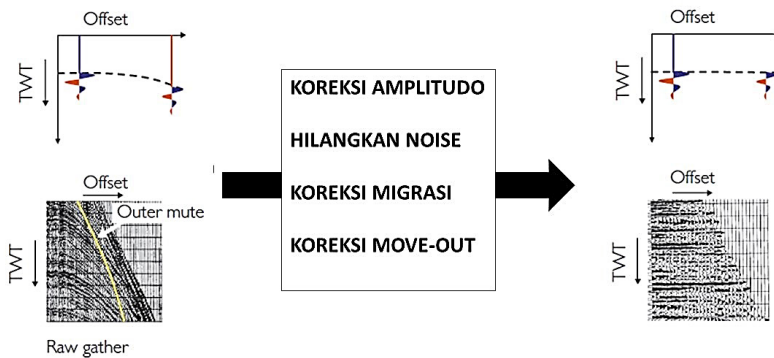 Offset
TWT
Offset
Outer mute
TWT
Raw gather
KOREKSI AMPLITUDO
HILANGKAN NOISE
KOREKSI MIGRASI
KOREKSI MOVE-OUT
Offset
TWT
Offset
TWT